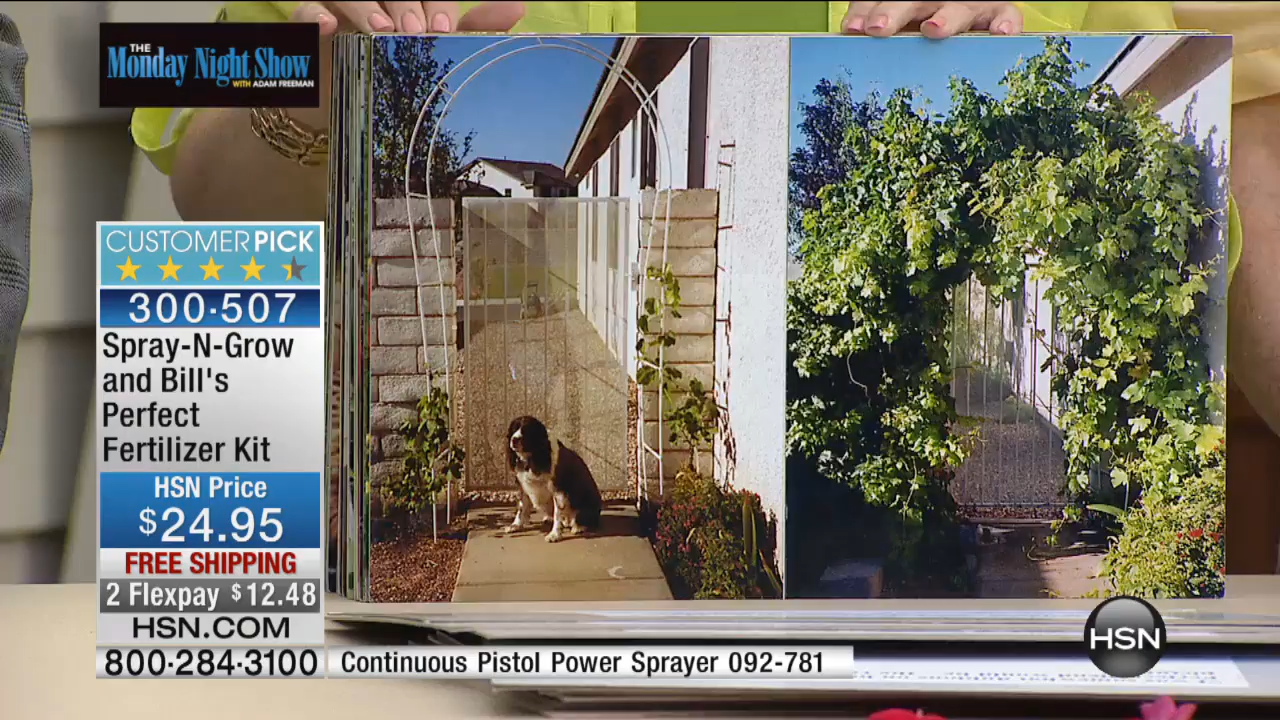 THE
Monday Night Show
WITH ADAM FREEMAN
CUSTOMER PICK
300·507
Spray-N-Grow
and Bill's
Perfect
Fertilizer Kit
HSN Price
$24.95
FREE SHIPPING
2 Flexpay $12.48
HSN.COM
800·284·3100
Continuous Pistol Power Sprayer 092-781
HSN